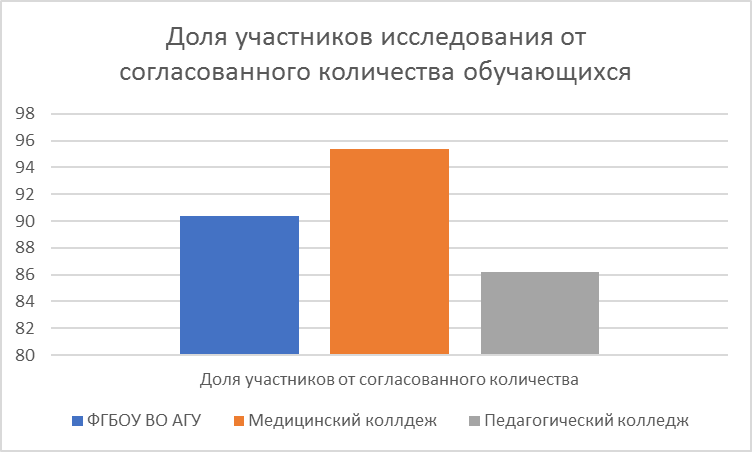 Доля участников исследования от
согласованного количества обучающихся
98
96
94
92
90
88
86
84
82
80
Доля участников от согласованного количества
ФГБОУ ВО АГУ Медицинский коллдеж Педагогический колледж